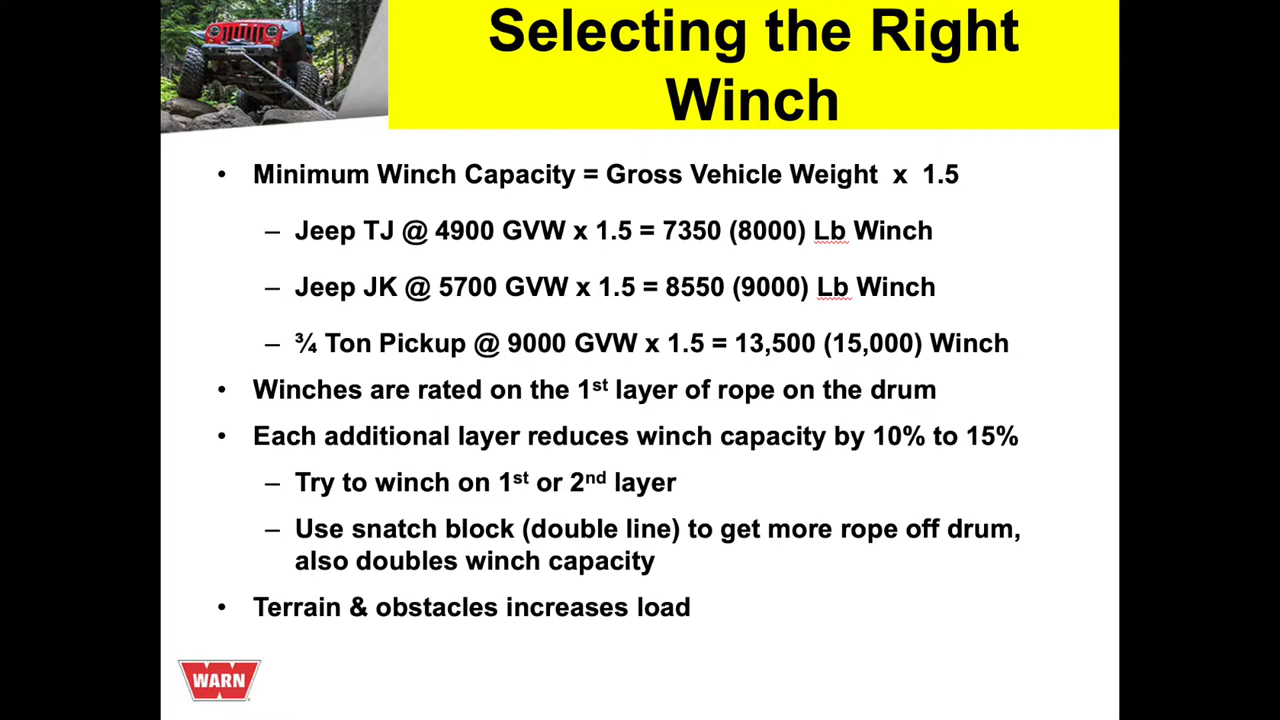 Selecting the Right
Winch
• Minimum Winch Capacity = Gross Vehicle Weight x 1.5
– Jeep TJ @ 4900 GVW x 1.5 = 7350 (8000) Lb Winch
– Jeep JK @ 5700 GVW x 1.5 = 8550 (9000) Lb Winch
– ¾ Ton Pickup @ 9000 GVW x 1.5 = 13,500 (15,000) Winch
• Winches are rated on the 1st layer of rope on the drum
• Each additional layer reduces winch capacity by 10% to 15%
– Try to winch on 1st or 2nd layer
– Use snatch block (double line) to get more rope off drum,
also doubles winch capacity
• Terrain & obstacles increases load
WARN